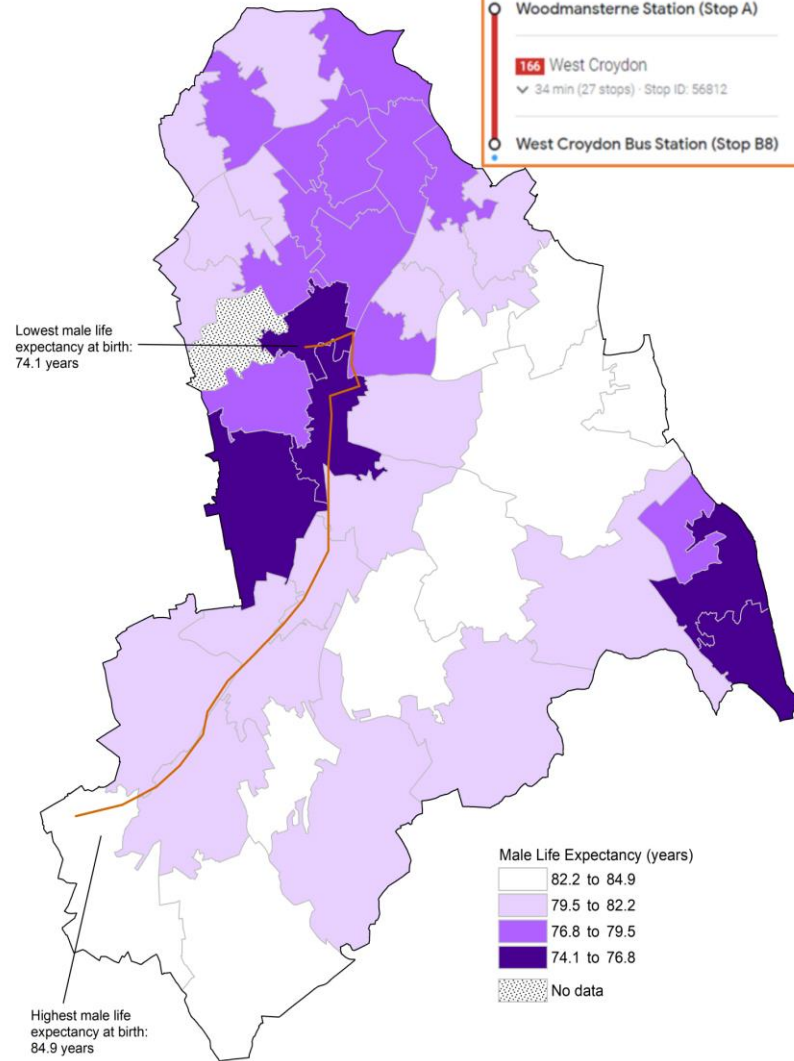 Woodmansterne Station (Stop A)
166 West Croydon
34 min (27 stops) · Stop ID: 56812
West Croydon Bus Station (Stop B8)
Lowest male life
expectancy at birth:
74.1 years
Male Life Expectancy (years)
82.2 to 84.9
79.5 to 82.2
76.8 to 79.5
74.1 to 76.8
No data
Highest male life
expectancy at birth:
84.9 years